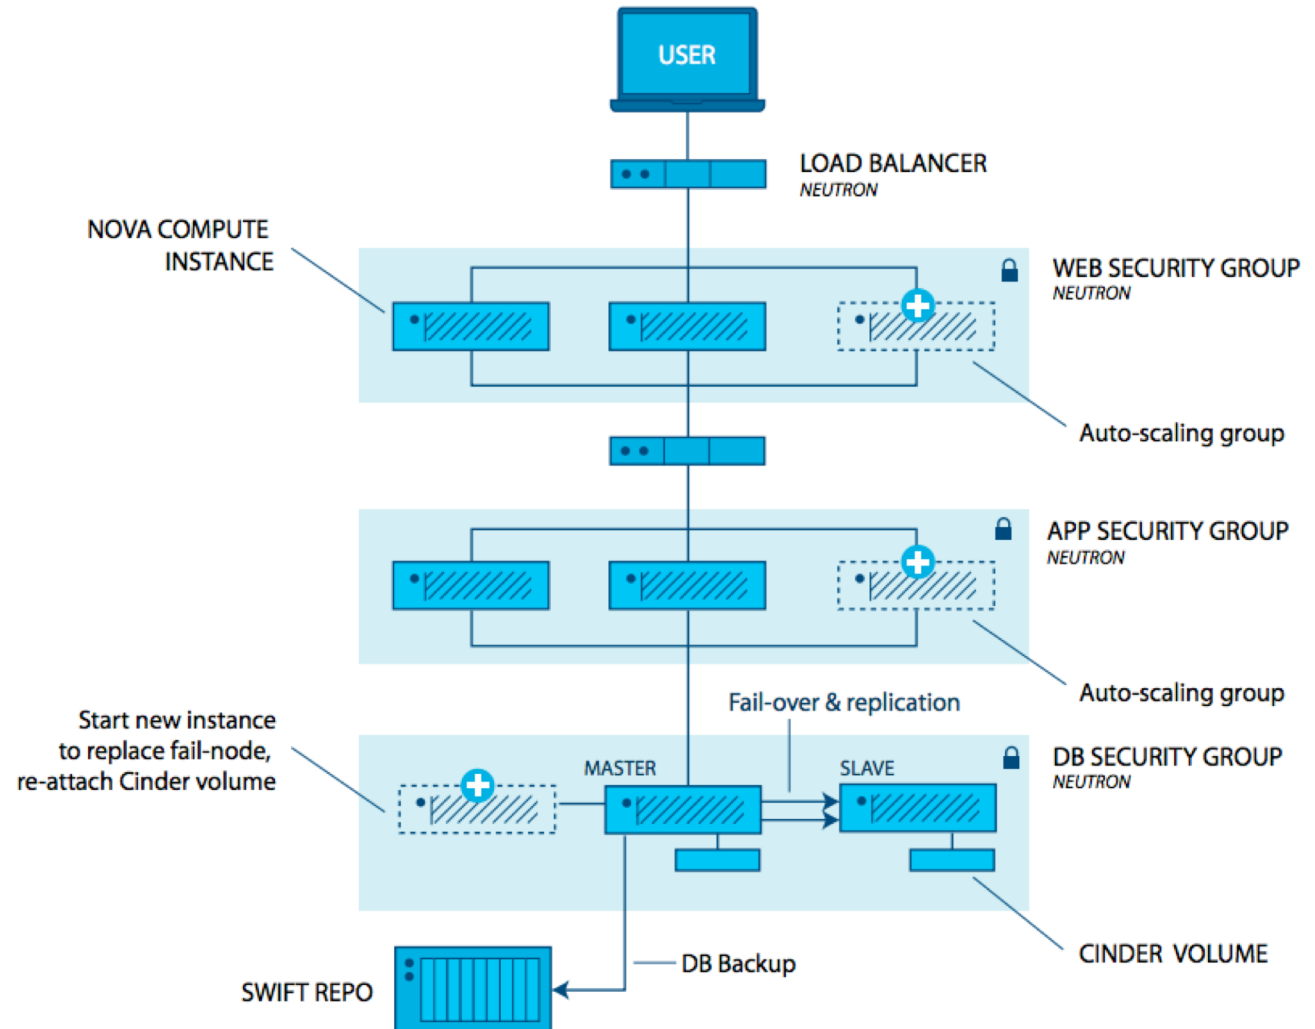 USER
LOAD BALANCER
NEUTRON
NOVA COMPUTE
INSTANCE
WEB SECURITY GROUP
NEUTRON
Auto-scaling group
APP SECURITY GROUP
NEUTRON
Auto-scaling group
Fail-over & replication
Start new instance
to replace fail-node,
re-attach Cinder volume
MASTER
SLAVE
DB SECURITY GROUP
NEUTRON
DB Backup
CINDER VOLUME
SWIFT REPO